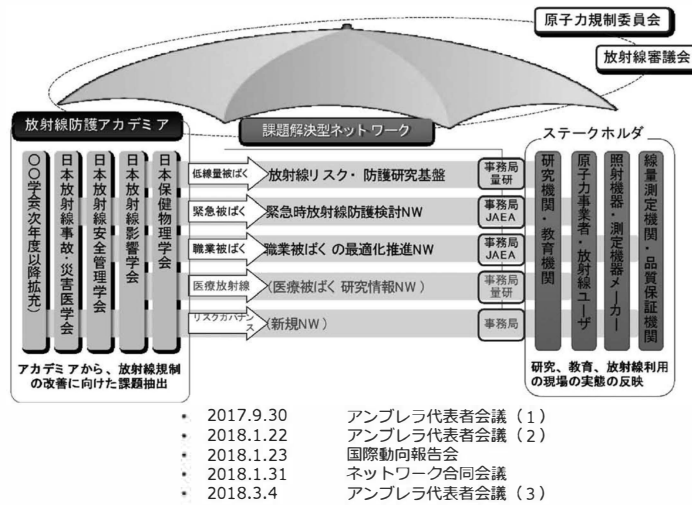 原子力規制委員会
放射線審議会
放射線防護アカデミア
課題解決型ネットワーク
ステークホルダ
〇〇学会(次年度以降拡充)
日本放射線事故・災害医学会
日本放射線安全管理学会
日本放射線影響学会
日本保健物理学会
低線量被ばく
放射線リスク・防護研究基盤
事務局
量研
緊急被ばく
緊急時放射線防護検討NW
事務局
JAEA
職業被ばく
職業被ばくの最適化推進NW
事務局
JAEA
医療放射線
(医療被ばく研究情報NW)
事務局
量研
リスクガバナン
ス
(新規NW)
事務局
研究機関・教育機関
原子力事業者・放射線ユーザ
照射機器・測定機器メーカー
線量測定機関・品質保証機関
アカデミアから、放射線規制
の改善に向けた課題抽出
研究、教育、放射線利用
の現場の実態の反映
• 2017.9.30 アンブレラ代表者会議(1)
• 2018.1.22 アンブレラ代表者会議(2)
• 2018.1.23 国際動向報告会
• 2018.1.31 ネットワーク合同会議
• 2018.3.4 アンブレラ代表者会議(3)